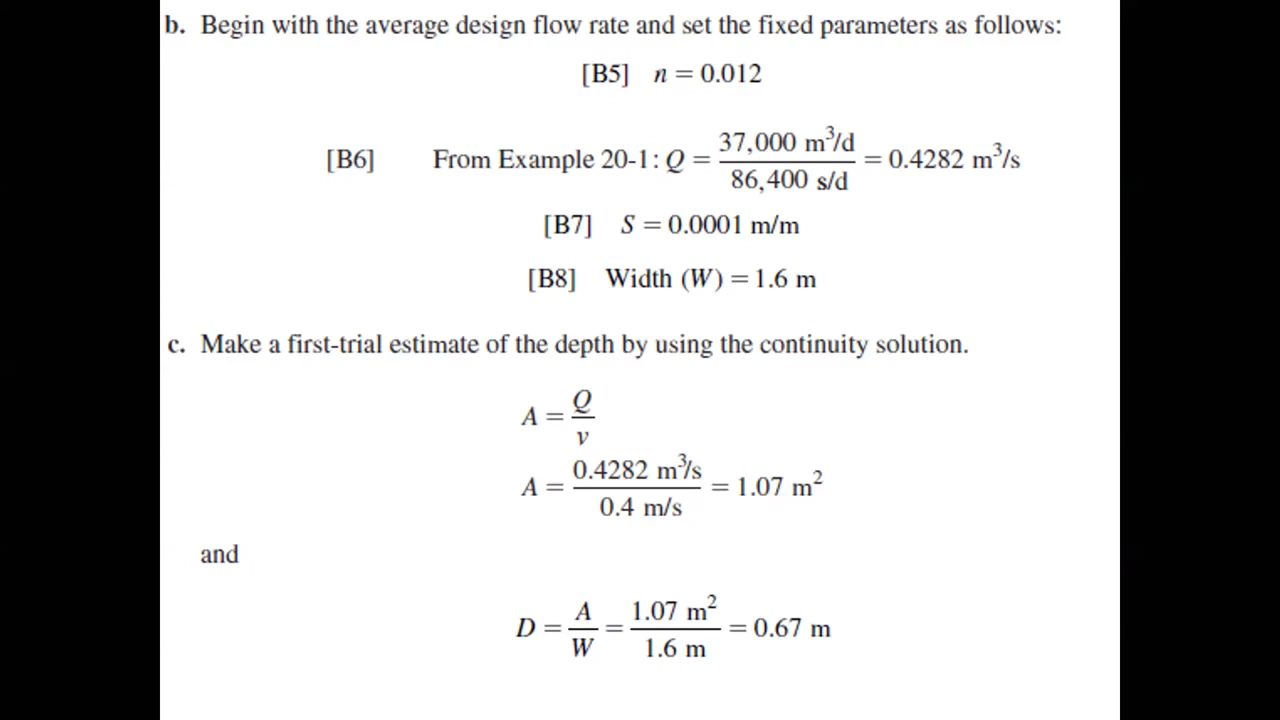 b. Begin with the average design flow rate and set the fixed parameters as follows:
[B5] n = 0.012
[B6] From Example 20-1: Q = 37,000 m³/d / 86,400 s/d = 0.4282 m³/s
[B7] S = 0.0001 m/m
[B8] Width (W) = 1.6 m
c. Make a first-trial estimate of the depth by using the continuity solution.
A = Q / v
A = 0.4282 m³/s / 0.4 m/s = 1.07 m²
and
D = A / W = 1.07 m² / 1.6 m = 0.67 m